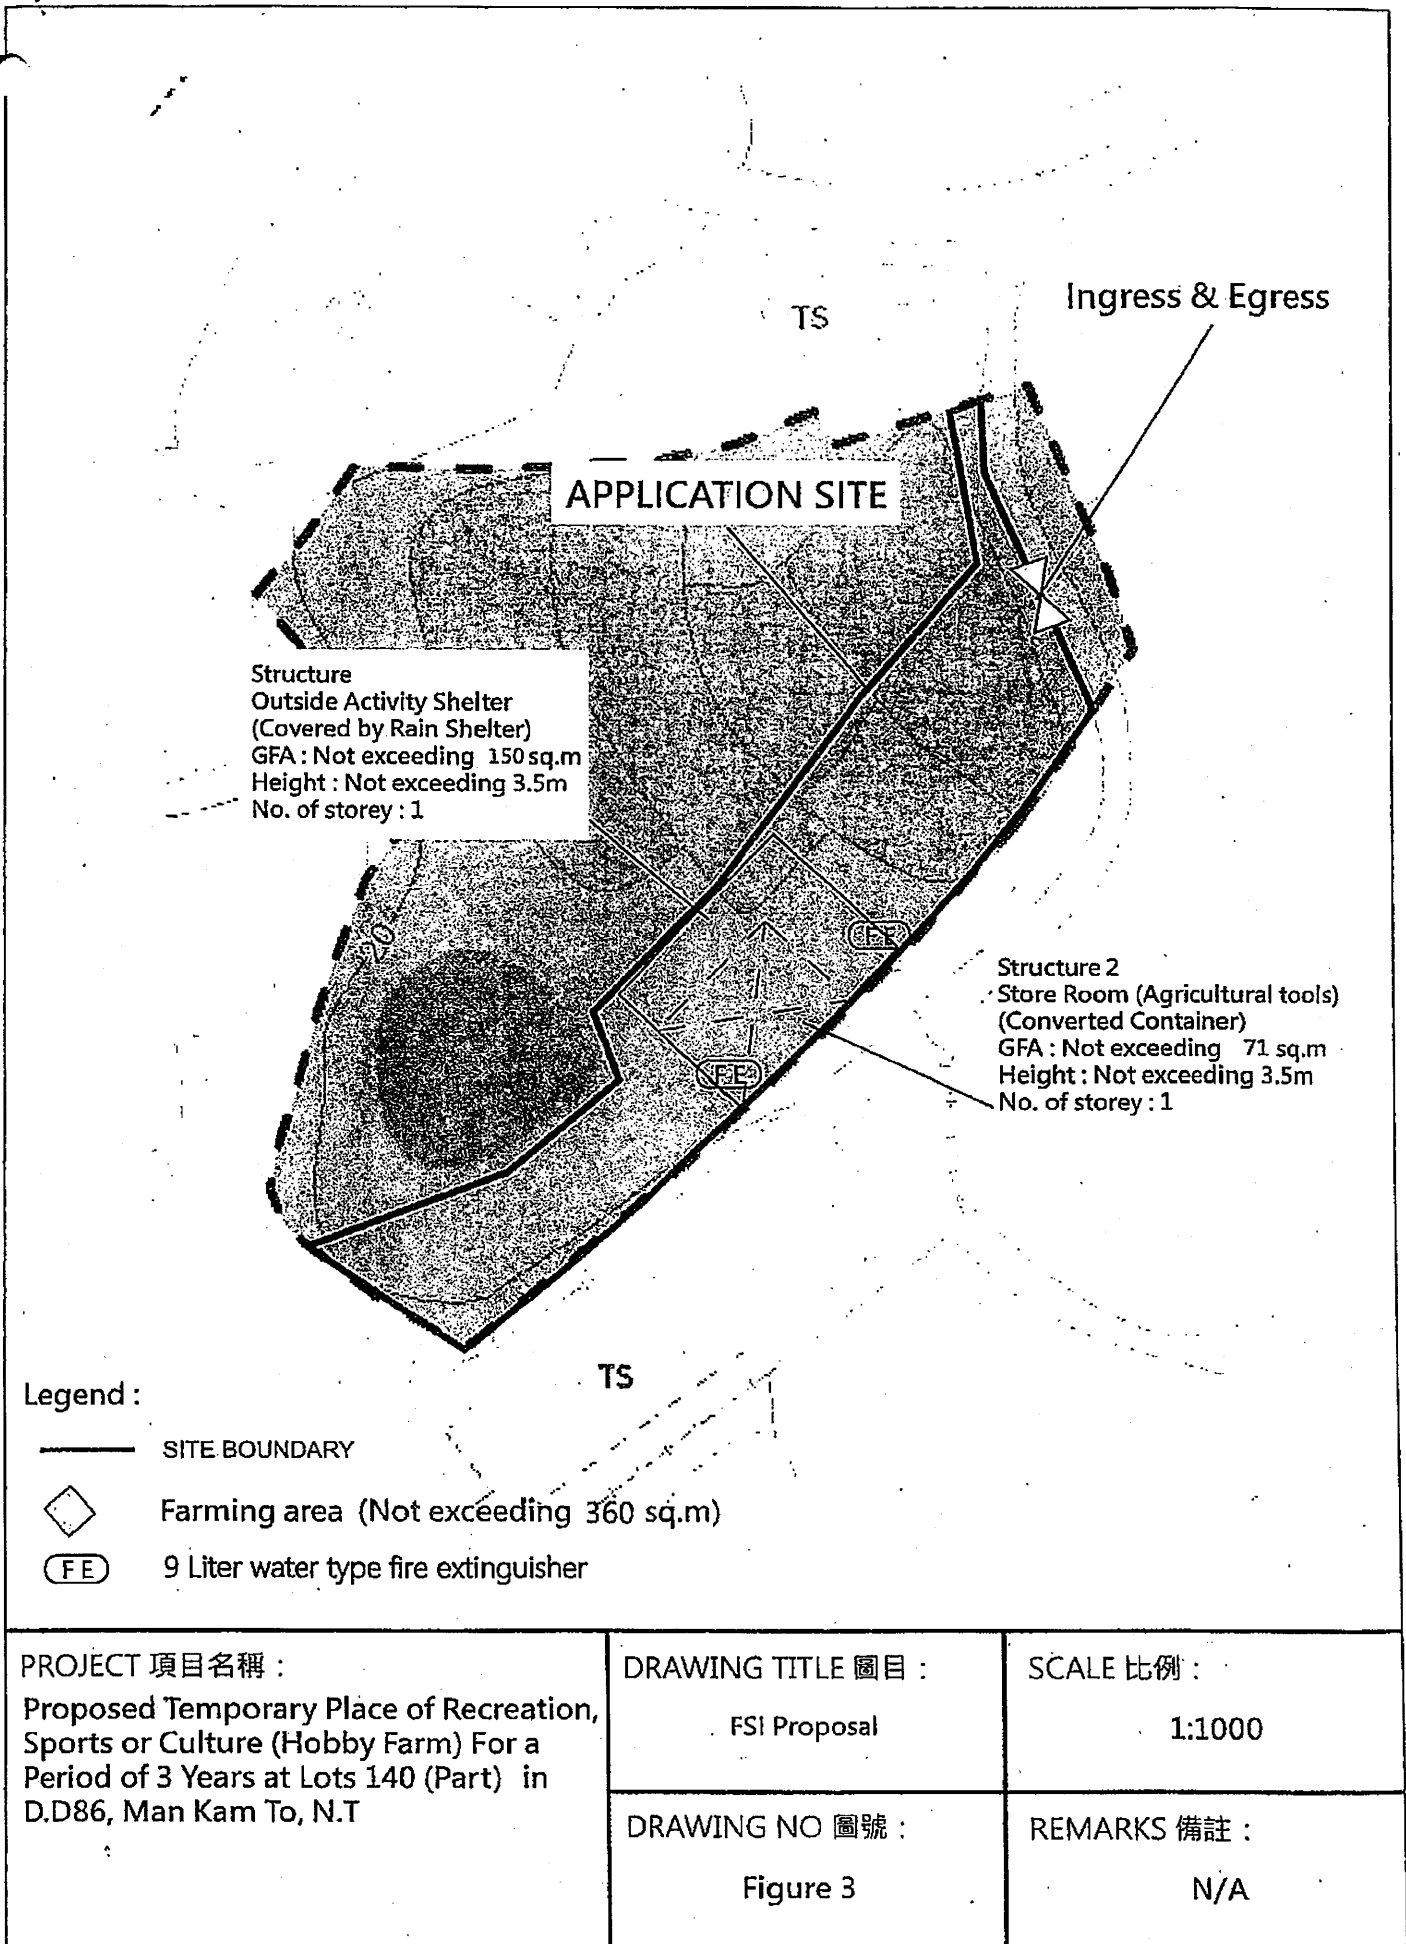 TS
Ingress & Egress
APPLICATION SITE
Structure
Outside Activity Shelter
(Covered by Rain Shelter)
GFA : Not exceeding 150 sq.m
Height : Not exceeding 3.5m
No. of storey : 1
20
FE
FE
Structure 2
Store Room (Agricultural tools)
(Converted Container)
GFA : Not exceeding 71 sq.m
Height : Not exceeding 3.5m
No. of storey : 1
TS
Legend :
SITE BOUNDARY
Farming area (Not exceeding 360 sq.m)
FE 9 Liter water type fire extinguisher
PROJECT 項目名稱 :
Proposed Temporary Place of Recreation,
Sports or Culture (Hobby Farm) For a
Period of 3 Years at Lots 140 (Part) in
D.D86, Man Kam To, N.T
DRAWING TITLE 圖目 :
FSI Proposal
SCALE 比例 :
1:1000
DRAWING NO 圖號 :
Figure 3
REMARKS 備註 :
N/A